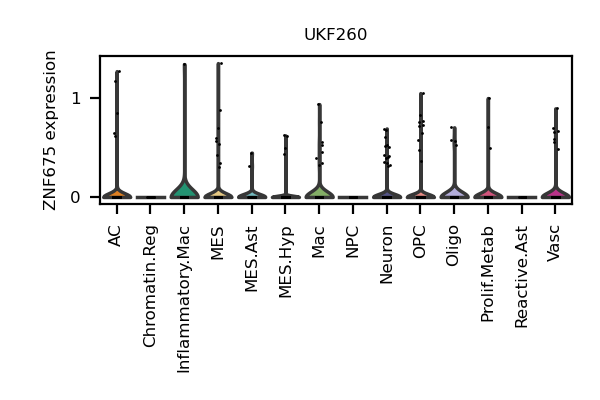 UKF260
ZNF675 expression
1
0
AC
Chromatin.Reg
Inflammatory.Mac
MES
MES.Ast
MES.Hyp
Mac
NPC
Neuron
OPC
Oligo
Prolif.Metab
Reactive.Ast
Vasc